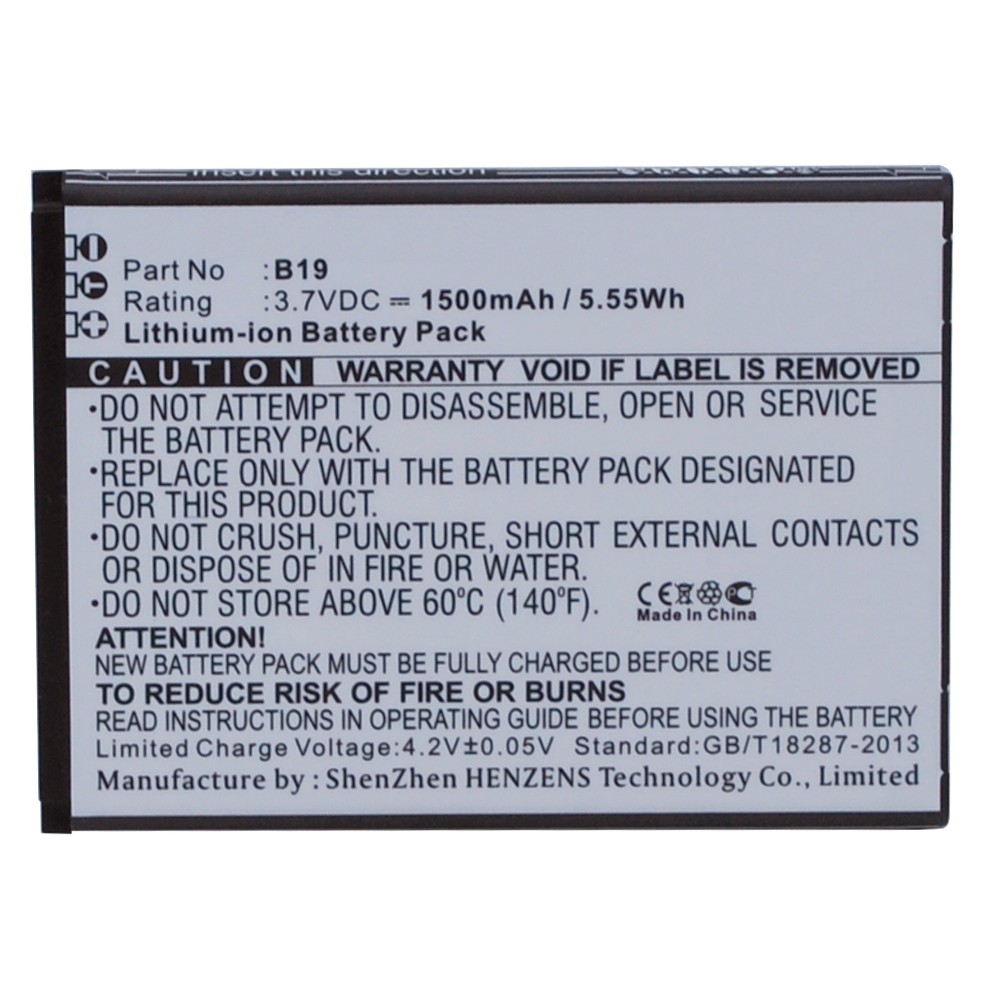 Insert this direction
Part No :B19
Rating :3.7VDC ⎓ 1500mAh / 5.55Wh
Lithium-ion Battery Pack
CAUTION WARRANTY VOID IF LABEL IS REMOVED
•DO NOT ATTEMPT TO DISASSEMBLE, OPEN OR SERVICE
THE BATTERY PACK.
•REPLACE ONLY WITH THE BATTERY PACK DESIGNATED
FOR THIS PRODUCT.
•DO NOT CRUSH, PUNCTURE, SHORT EXTERNAL CONTACTS
OR DISPOSE OF IN FIRE OR WATER.
•DO NOT STORE ABOVE 60°C (140°F).
CE PC
Made In China
ATTENTION!
NEW BATTERY PACK MUST BE FULLY CHARGED BEFORE USE
TO REDUCE RISK OF FIRE OR BURNS
READ INSTRUCTIONS IN OPERATING GUIDE BEFORE USING THE BATTERY
Limited Charge Voltage:4.2V±0.05V Standard:GB/T18287-2013
Manufacture by : ShenZhen HENZENS Technology Co., Limited